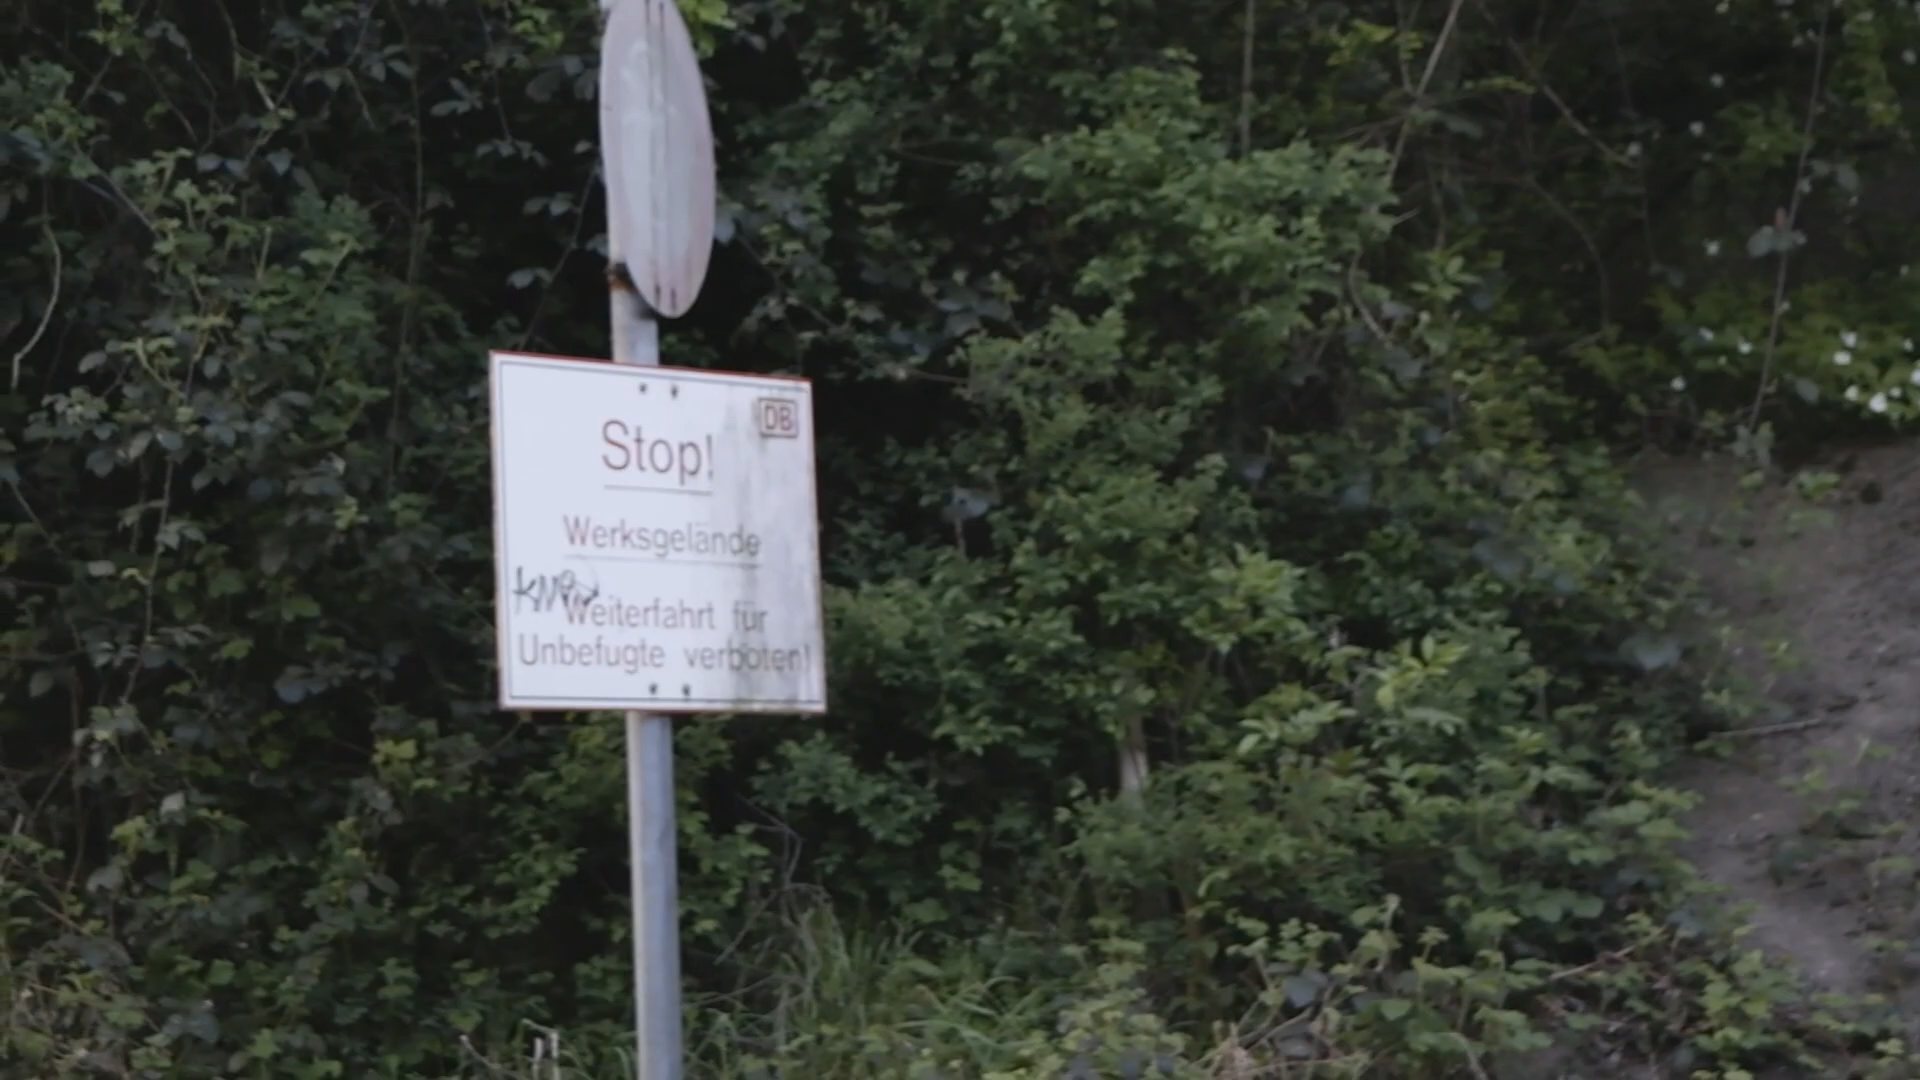 DB
Stop!
Werksgelände
Weiterfahrt für
Unbefugte verboten!